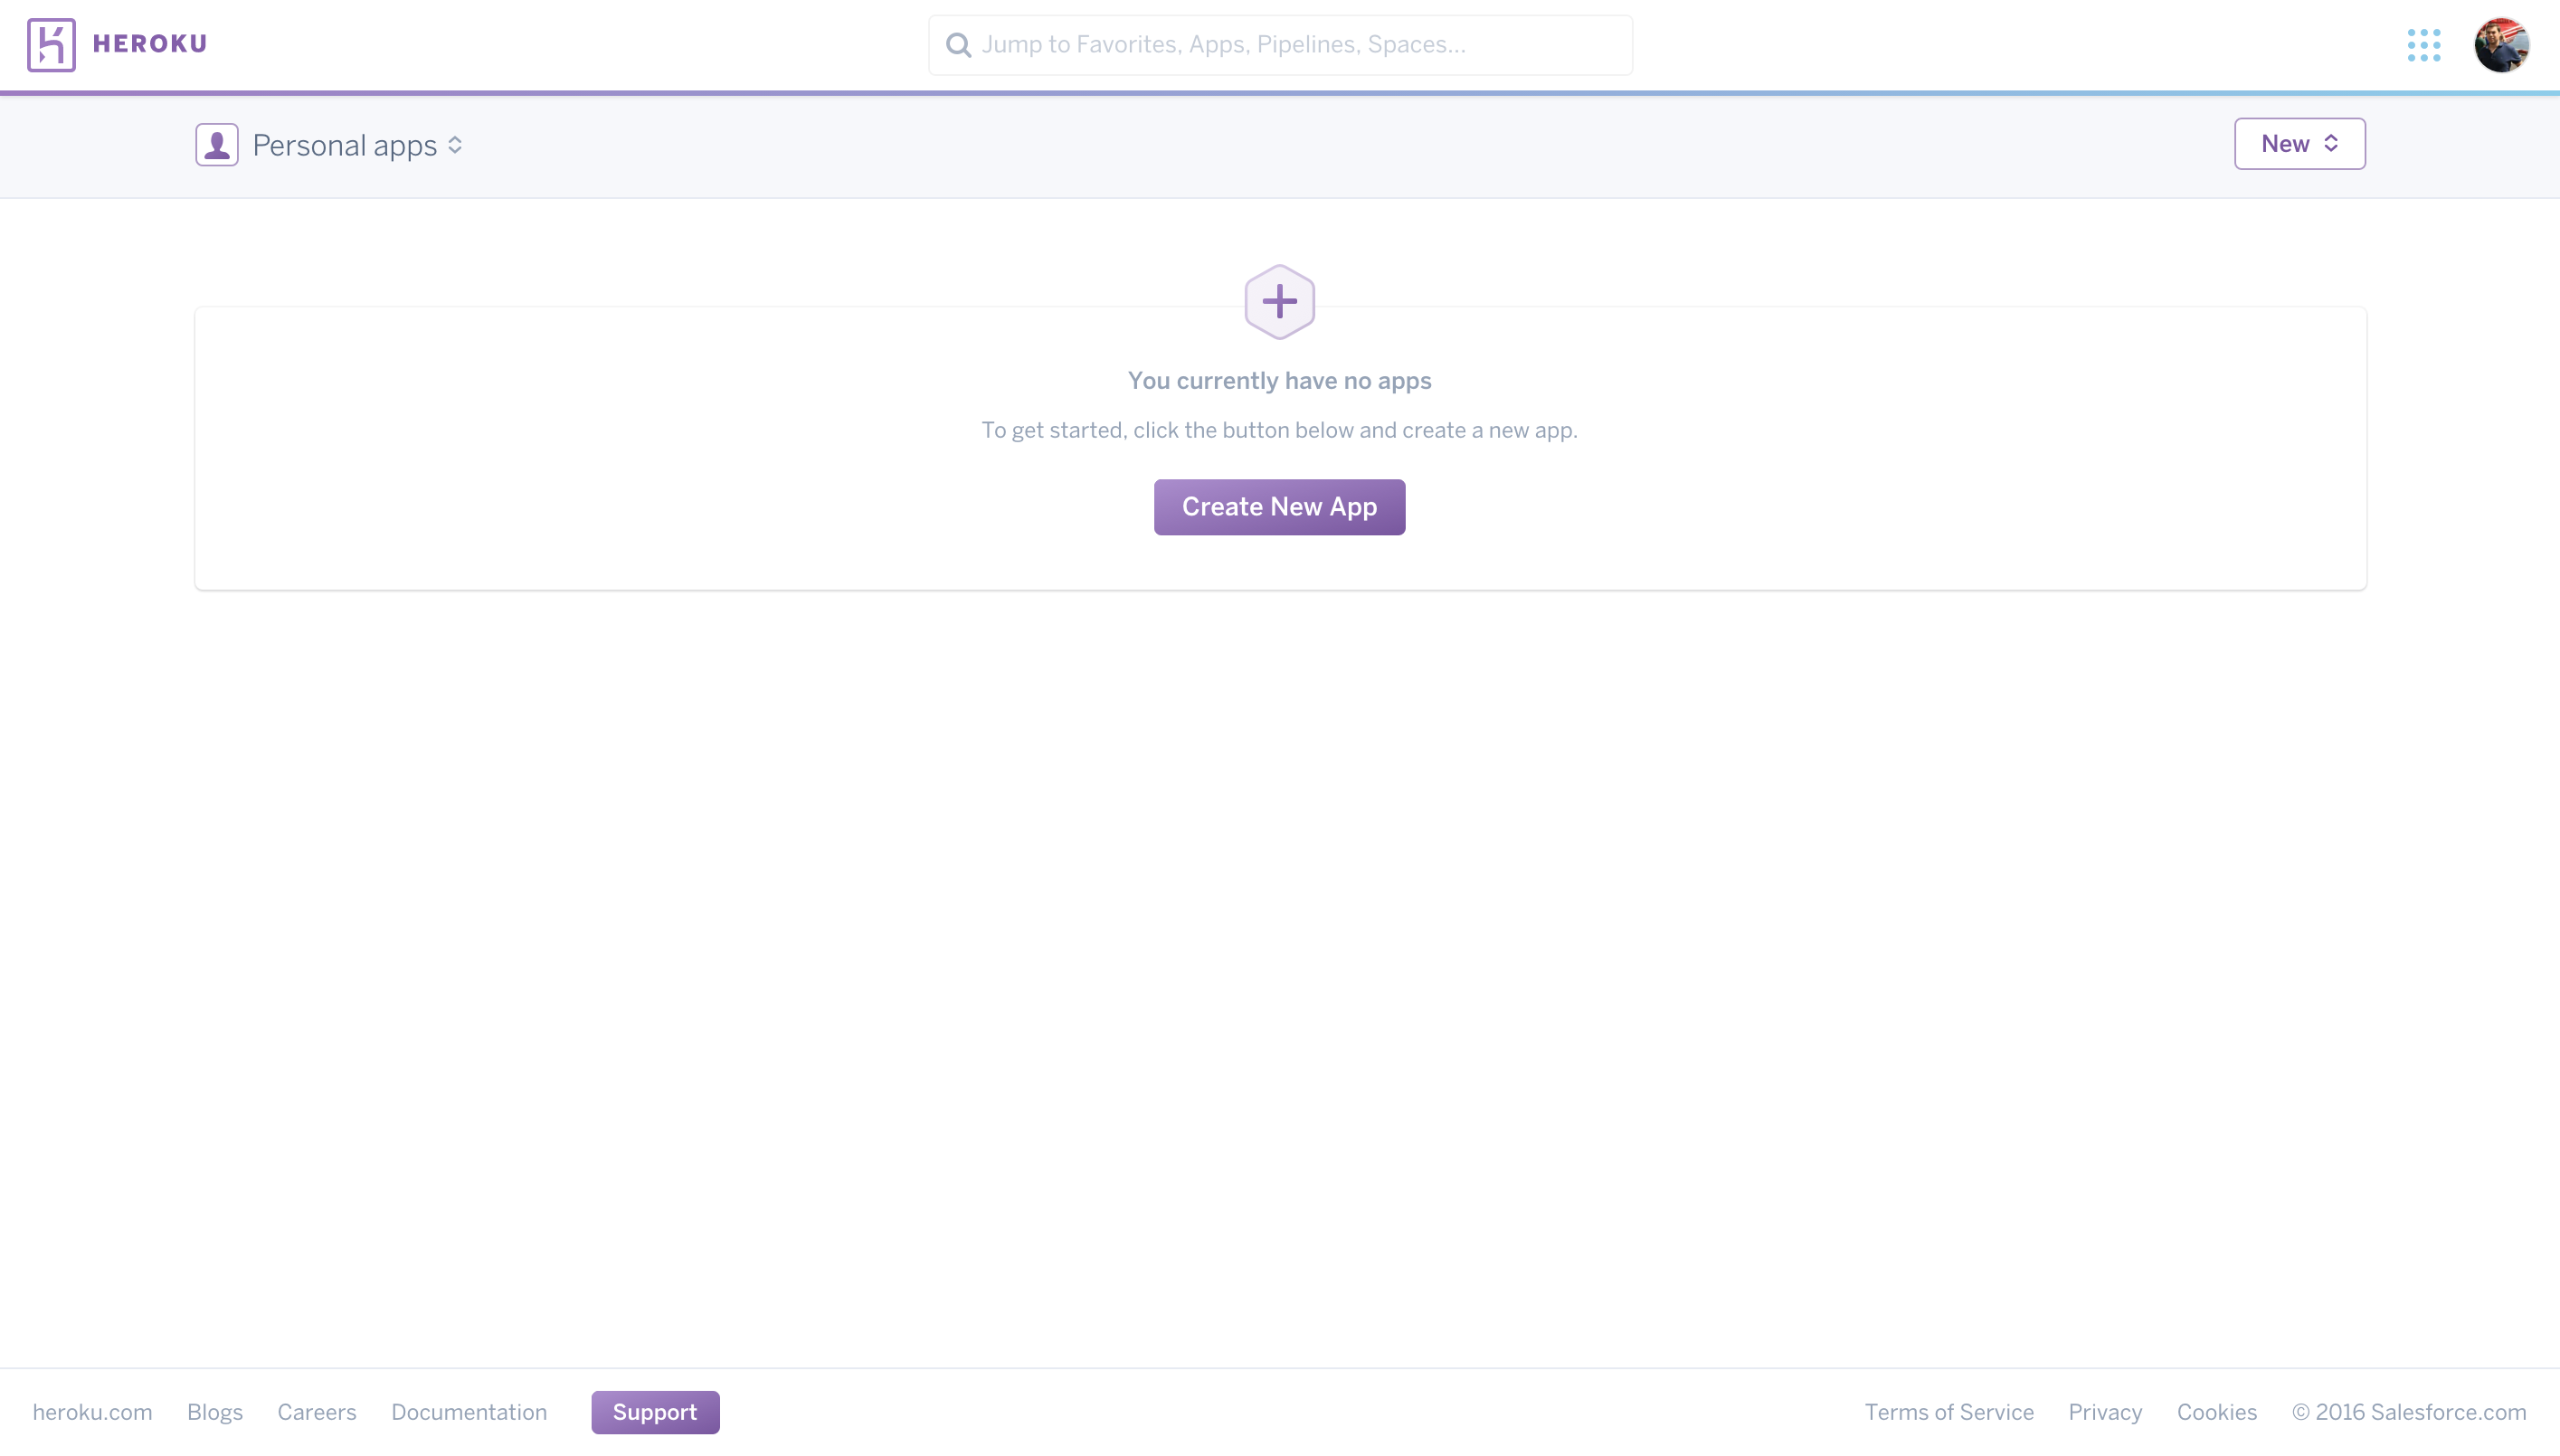 HEROKU
Jump to Favorites, Apps, Pipelines, Spaces...
Personal apps
New
You currently have no apps
To get started, click the button below and create a new app.
Create New App
heroku.com Blogs Careers Documentation Support Terms of Service Privacy Cookies © 2016 Salesforce.com